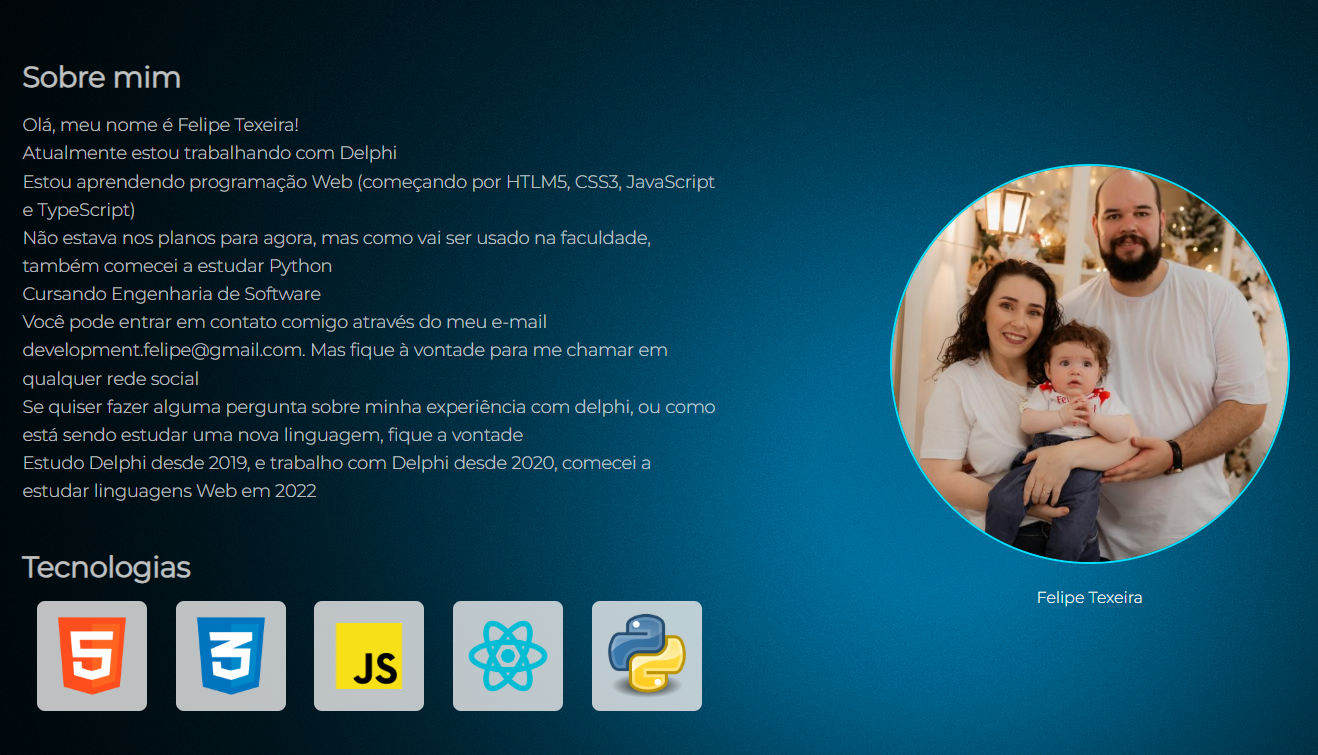 Sobre mim
Olá, meu nome é Felipe Texeira!
Atualmente estou trabalhando com Delphi
Estou aprendendo programação Web (começando por HTLM5, CSS3, JavaScript
e TypeScript)
Não estava nos planos para agora, mas como vai ser usado na faculdade,
também comecei a estudar Python
Cursando Engenharia de Software
Você pode entrar em contato comigo através do meu e-mail
development.felipe@gmail.com. Mas fique à vontade para me chamar em
qualquer rede social
Se quiser fazer alguma pergunta sobre minha experiência com delphi, ou como
está sendo estudar uma nova linguagem, fique a vontade
Estudo Delphi desde 2019, e trabalho com Delphi desde 2020, comecei a
estudar linguagens Web em 2022
Felipe Texeira
Tecnologias
5
3
JS